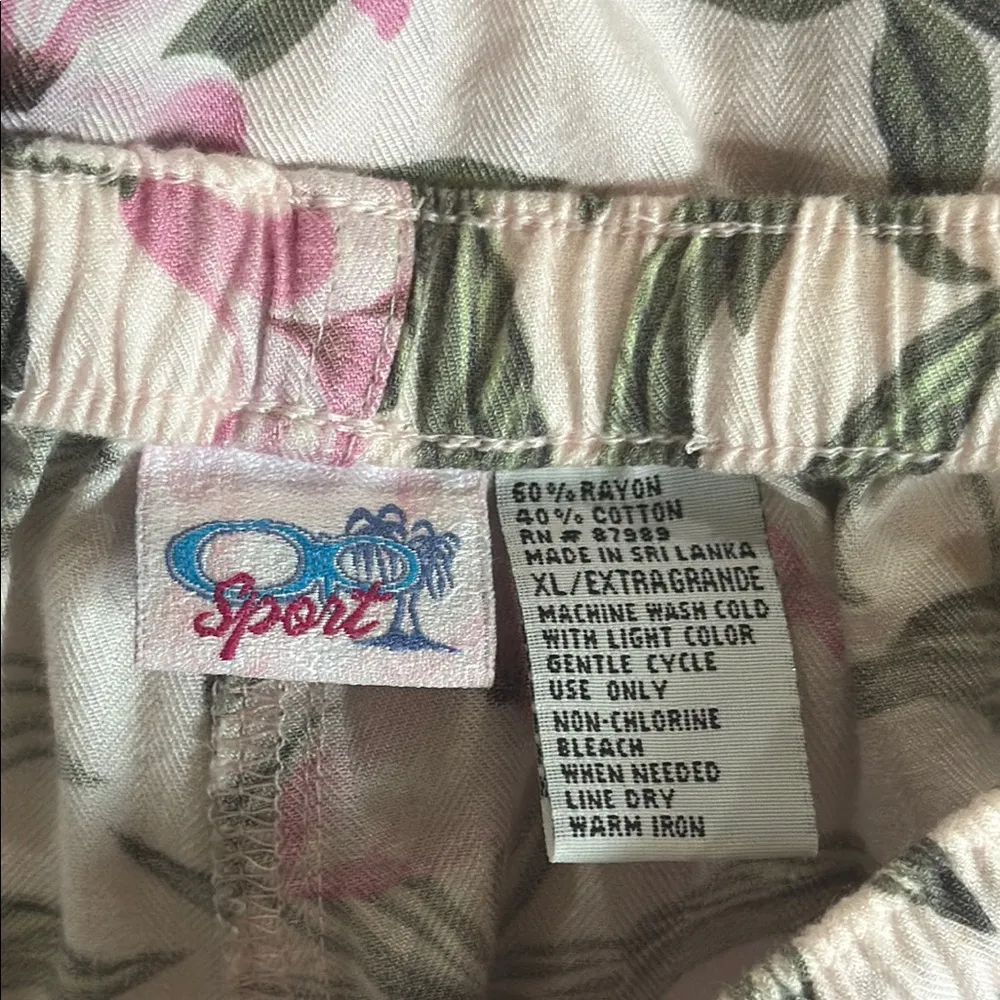 Sport
60% RAYON
40% COTTON
RN # 87989
MADE IN SRI LANKA
XL/EXTRAGRANDE
MACHINE WASH COLD
WITH LIGHT COLOR
GENTLE CYCLE
USE ONLY
NON-CHLORINE
BLEACH
WHEN NEEDED
LINE DRY
WARM IRON